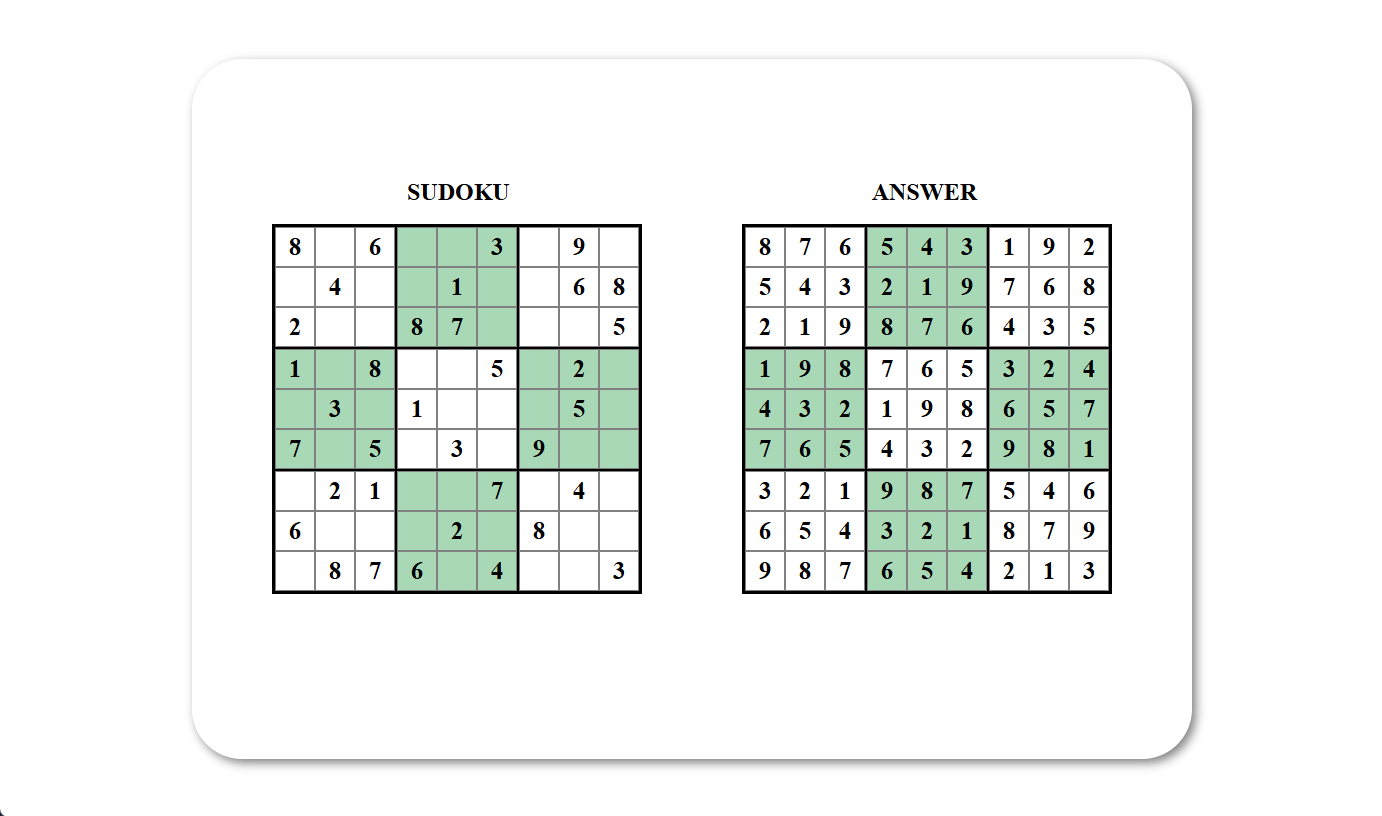 SUDOKU
8 6 3 9
4 1 6 8
2 8 7 5
1 8 5 2
3 1 5
7 5 3 9
2 1 7 4
6 2 8
8 7 6 4 3
ANSWER
8 7 6 5 4 3 1 9 2
5 4 3 2 1 9 7 6 8
2 1 9 8 7 6 4 3 5
1 9 8 7 6 5 3 2 4
4 3 2 1 9 8 6 5 7
7 6 5 4 3 2 9 8 1
3 2 1 9 8 7 5 4 6
6 5 4 3 2 1 8 7 9
9 8 7 6 5 4 2 1 3